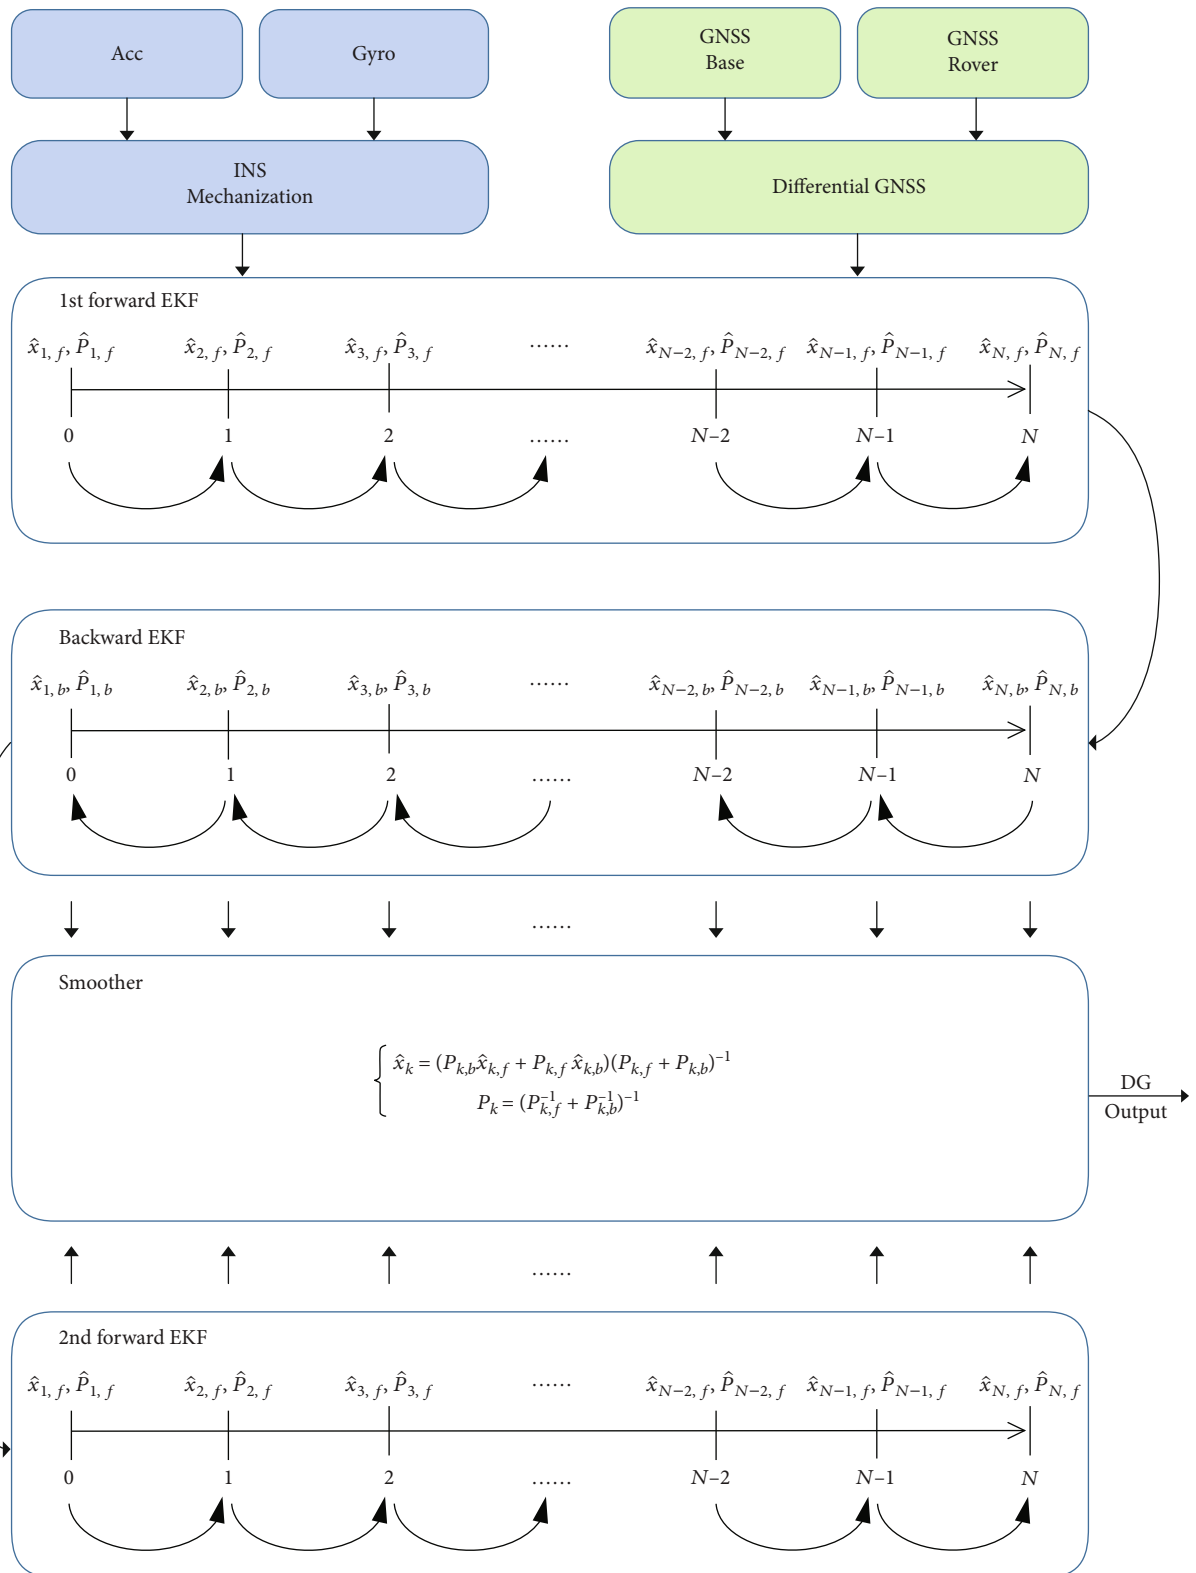 Acc
Gyro
GNSS
Base
GNSS
Rover
INS
Mechanization
Differential GNSS
1st forward EKF
x̂1, f, P̂1, f x̂2, f, P̂2, f x̂3, f, P̂3, f ...... x̂N−2, f, P̂N−2, f x̂N−1, f, P̂N−1, f x̂N, f, P̂N, f
0 1 2 ...... N–2 N–1 N
Backward EKF
x̂1, b, P̂1, b x̂2, b, P̂2, b x̂3, b, P̂3, b ...... x̂N−2, b, P̂N−2, b x̂N−1, b, P̂N−1, b x̂N, b, P̂N, b
0 1 2 ...... N–2 N–1 N
......
Smoother
x̂k = (Pk,b x̂k,f + Pk,f x̂k,b)(Pk,f + Pk,b)⁻¹
Pk = (P⁻¹k,f + P⁻¹k,b)⁻¹
DG
Output
......
2nd forward EKF
x̂1, f, P̂1, f x̂2, f, P̂2, f x̂3, f, P̂3, f ...... x̂N−2, f, P̂N−2, f x̂N−1, f, P̂N−1, f x̂N, f, P̂N, f
0 1 2 ...... N–2 N–1 N